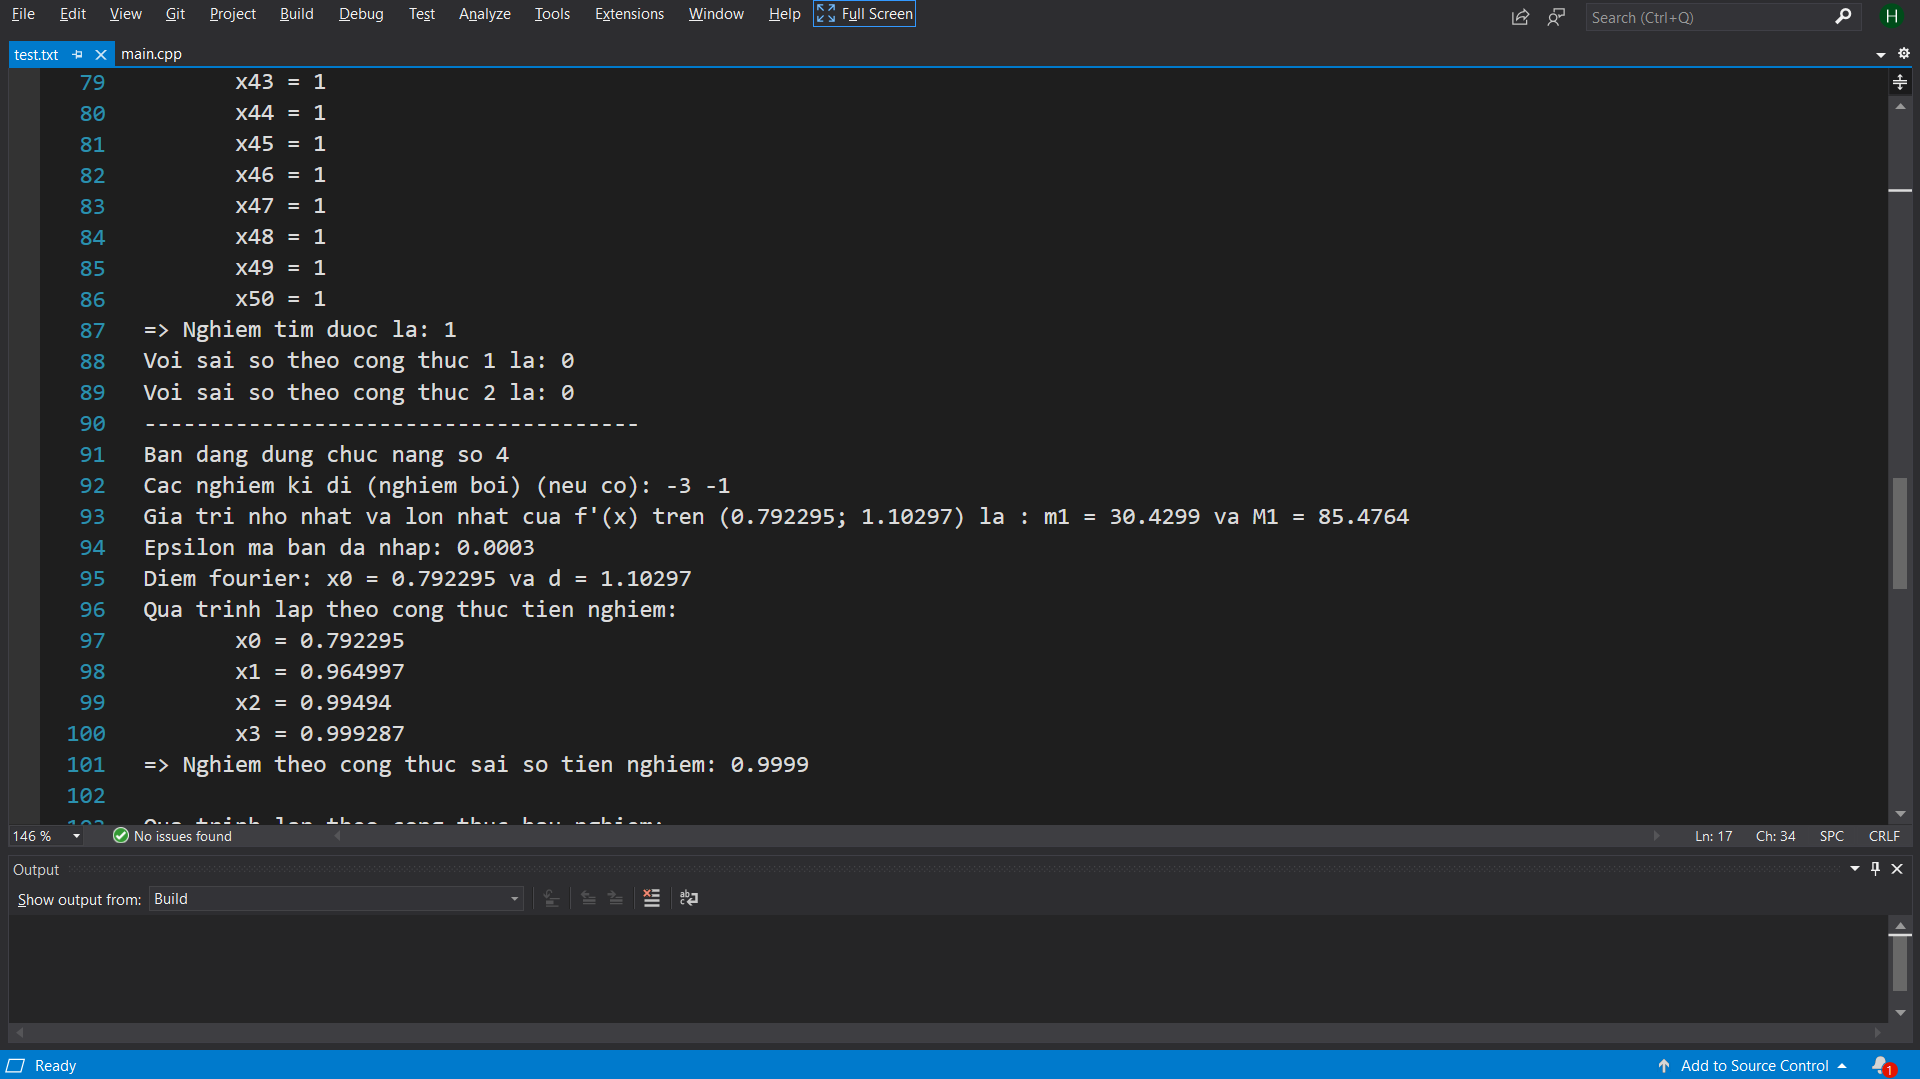 File Edit View Git Project Build Debug Test Analyze Tools Extensions Window Help Full Screen Search (Ctrl+Q) H
test.txt main.cpp
79 x43 = 1
80 x44 = 1
81 x45 = 1
82 x46 = 1
83 x47 = 1
84 x48 = 1
85 x49 = 1
86 x50 = 1
87 => Nghiem tim duoc la: 1
88 Voi sai so theo cong thuc 1 la: 0
89 Voi sai so theo cong thuc 2 la: 0
90 --------------------------------------
91 Ban dang dung chuc nang so 4
92 Cac nghiem ki di (nghiem boi) (neu co): -3 -1
93 Gia tri nho nhat va lon nhat cua f'(x) tren (0.792295; 1.10297) la : m1 = 30.4299 va M1 = 85.4764
94 Epsilon ma ban da nhap: 0.0003
95 Diem fourier: x0 = 0.792295 va d = 1.10297
96 Qua trinh lap theo cong thuc tien nghiem:
97 x0 = 0.792295
98 x1 = 0.964997
99 x2 = 0.99494
100 x3 = 0.999287
101 => Nghiem theo cong thuc sai so tien nghiem: 0.9999
102
103 Qua trinh lap theo cong thuc hau nghiem:
146 % No issues found Ln: 17 Ch: 34 SPC CRLF
Output
Show output from: Build
Ready Add to Source Control 1